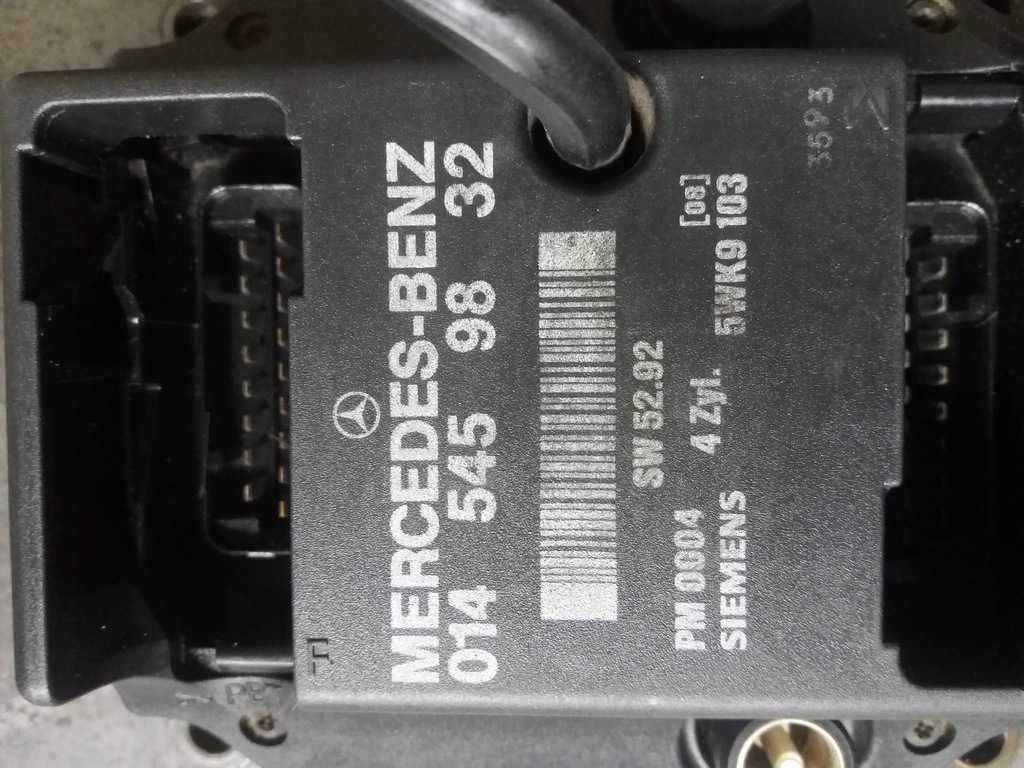 MERCEDES-BENZ
014 545 98 32
SW 52.92
PM 0004 4 Zyl. [08]
SIEMENS 5WK9 103
3593